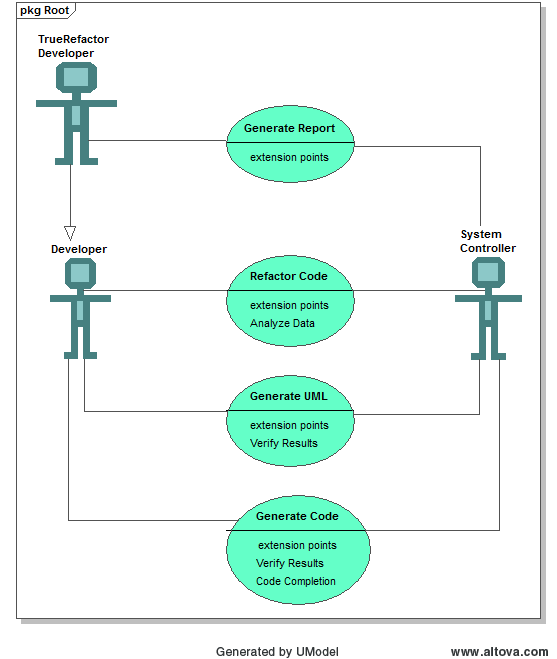 pkg Root
TrueRefactor
Developer
Generate Report
extension points
Developer
System
Controller
Refactor Code
extension points
Analyze Data
Generate UML
extension points
Verify Results
Generate Code
extension points
Verify Results
Code Completion
Generated by UModel
www.altova.com